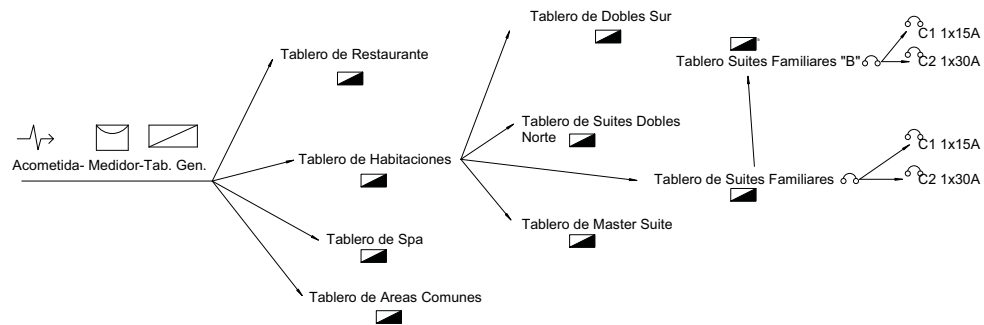 Acometida- Medidor-Tab. Gen.
Tablero de Restaurante
Tablero de Habitaciones
Tablero de Spa
Tablero de Areas Comunes
Tablero de Dobles Sur
Tablero de Suites Dobles
Norte
Tablero de Suites Familiares
Tablero de Master Suite
Tablero Suites Familiares "B"
C1 1x15A
C2 1x30A
C1 1x15A
C2 1x30A